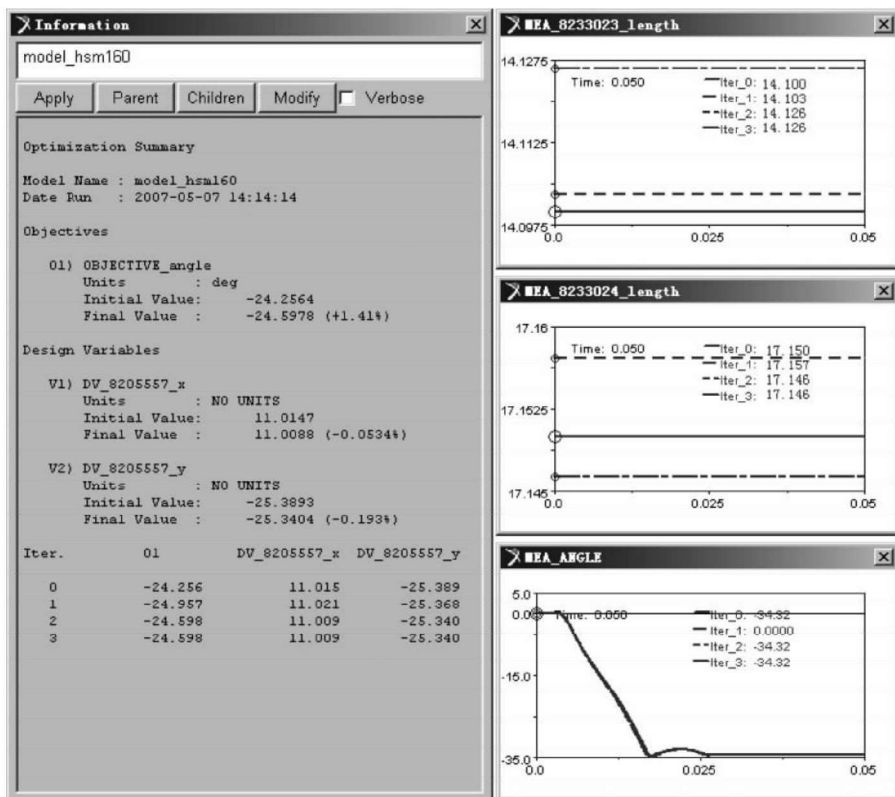 Information
model_hsm160
Apply Parent Children Modify Verbose
Optimization Summary
Model Name : model_hsm160
Date Run : 2007-05-07 14:14:14
Objectives
O1) OBJECTIVE_angle
Units : deg
Initial Value: -24.2564
Final Value : -24.5978 (+1.41%)
Design Variables
V1) DV_8205557_x
Units : NO UNITS
Initial Value: 11.0147
Final Value : 11.0088 (-0.0534%)
V2) DV_8205557_y
Units : NO UNITS
Initial Value: -25.3893
Final Value : -25.3404 (-0.193%)
Iter. O1 DV_8205557_x DV_8205557_y
0 -24.256 11.015 -25.389
1 -24.957 11.021 -25.368
2 -24.598 11.009 -25.340
3 -24.598 11.009 -25.340
MEA_8233023_length
14.1275
14.1125
14.0975
Time: 0.050
Iter_0: 14.100
Iter_1: 14.103
Iter_2: 14.126
Iter_3: 14.126
0.0 0.025 0.05
MEA_8233024_length
17.16
17.1525
17.145
Time: 0.050
Iter_0: 17.150
Iter_1: 17.157
Iter_2: 17.146
Iter_3: 17.146
0.0 0.025 0.05
MEA_ANGLE
5.0
0.0
-15.0
-35.0
Time: 0.050
Iter_0: -34.32
Iter_1: 0.0000
Iter_2: -34.32
Iter_3: -34.32
0.0 0.025 0.05